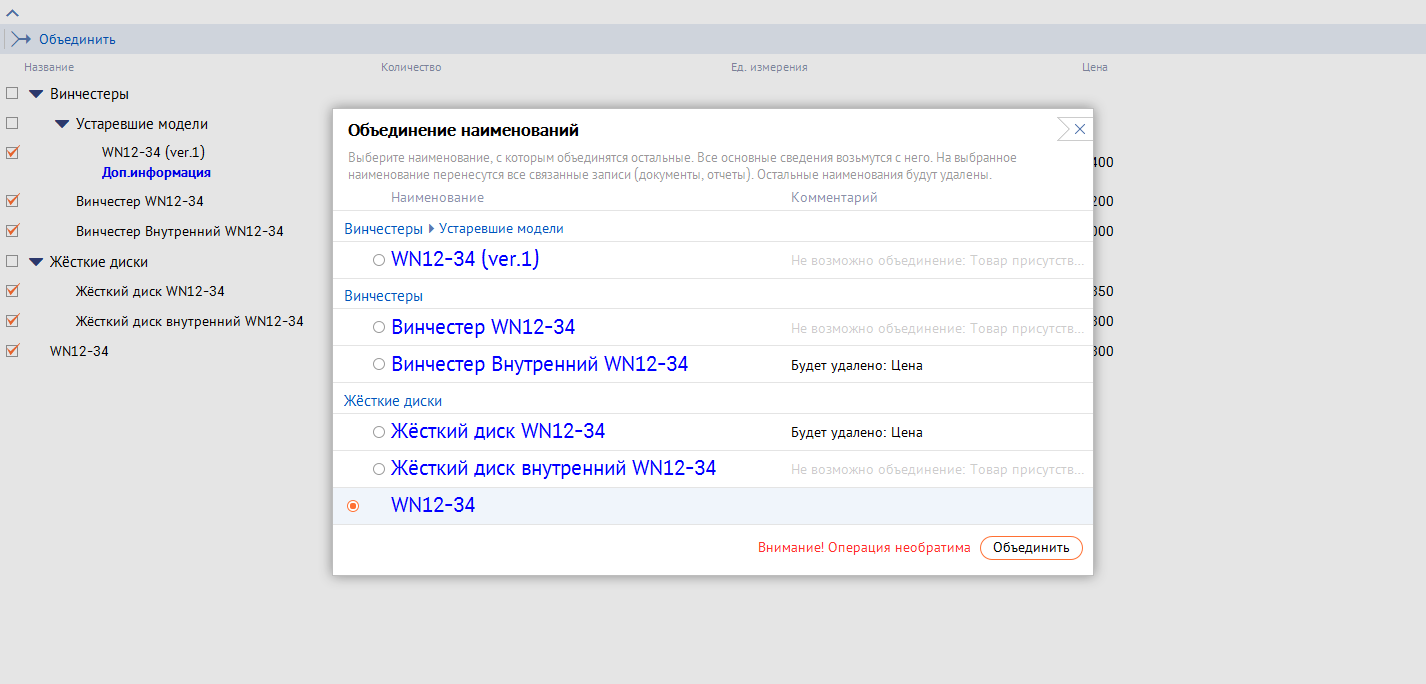 Объединить
Название Количество Ед. измерения Цена
Винчестеры
Устаревшие модели
WN12-34 (ver.1)
Доп.информация
400
Винчестер WN12-34
200
Винчестер Внутренний WN12-34
000
Жёсткие диски
Жёсткий диск WN12-34
350
Жёсткий диск внутренний WN12-34
300
WN12-34
300
Объединение наименований
Выберите наименование, с которым объединятся остальные. Все основные сведения возьмутся с него. На выбранное
наименование перенесутся все связанные записи (документы, отчеты). Остальные наименования будут удалены.
Наименование Комментарий
Винчестеры Устаревшие модели
WN12-34 (ver.1) Не возможно объединение: Товар присутств...
Винчестеры
Винчестер WN12-34 Не возможно объединение: Товар присутств...
Винчестер Внутренний WN12-34 Будет удалено: Цена
Жёсткие диски
Жёсткий диск WN12-34 Будет удалено: Цена
Жёсткий диск внутренний WN12-34 Не возможно объединение: Товар присутств...
WN12-34
Внимание! Операция необратима Объединить